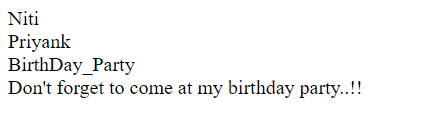 Niti
Priyank
BirthDay_Party
Don't forget to come at my birthday party..!!